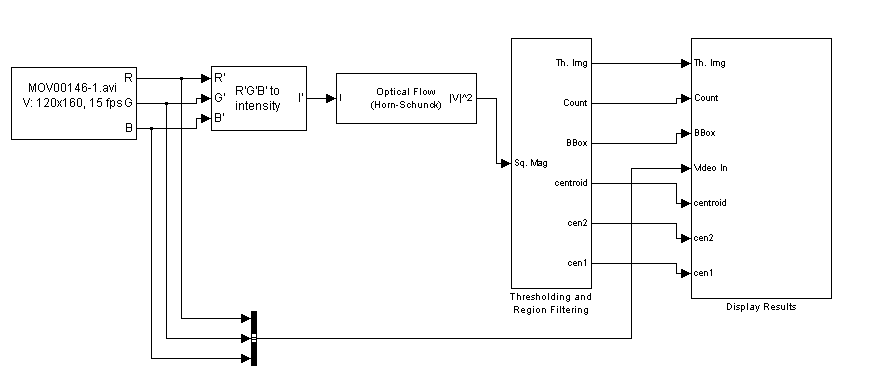 MOV00146-1.avi
V: 120x160, 15 fps
R
G
B
R'
G'
B'
R'G'B' to
intensity
I'
I
Optical Flow
(Horn-Schunck)
|V|^2
Sq. Mag
Th. Img
Count
BBox
centroid
cen2
cen1
Thresholding and
Region Filtering
Th. Img
Count
BBox
Video In
centroid
cen2
cen1
Display Results